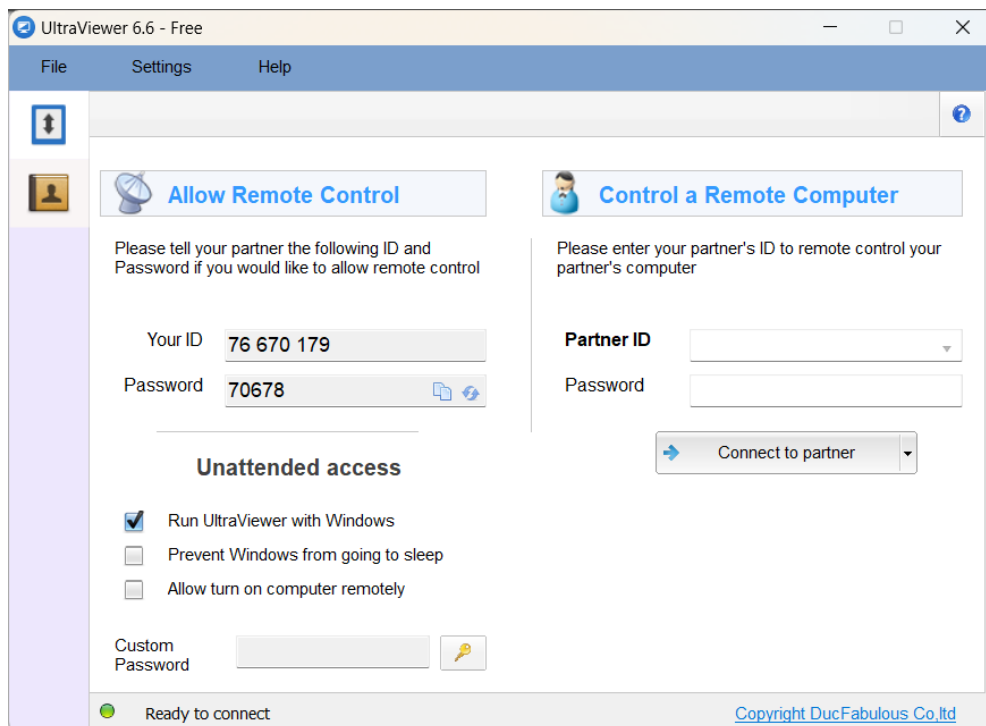 UltraViewer 6.6 - Free
File Settings Help
Allow Remote Control
Please tell your partner the following ID and
Password if you would like to allow remote control
Your ID 76 670 179
Password 70678
Unattended access
Run UltraViewer with Windows
Prevent Windows from going to sleep
Allow turn on computer remotely
Custom
Password
Control a Remote Computer
Please enter your partner's ID to remote control your
partner's computer
Partner ID
Password
Connect to partner
Ready to connect
Copyright DucFabulous Co,ltd